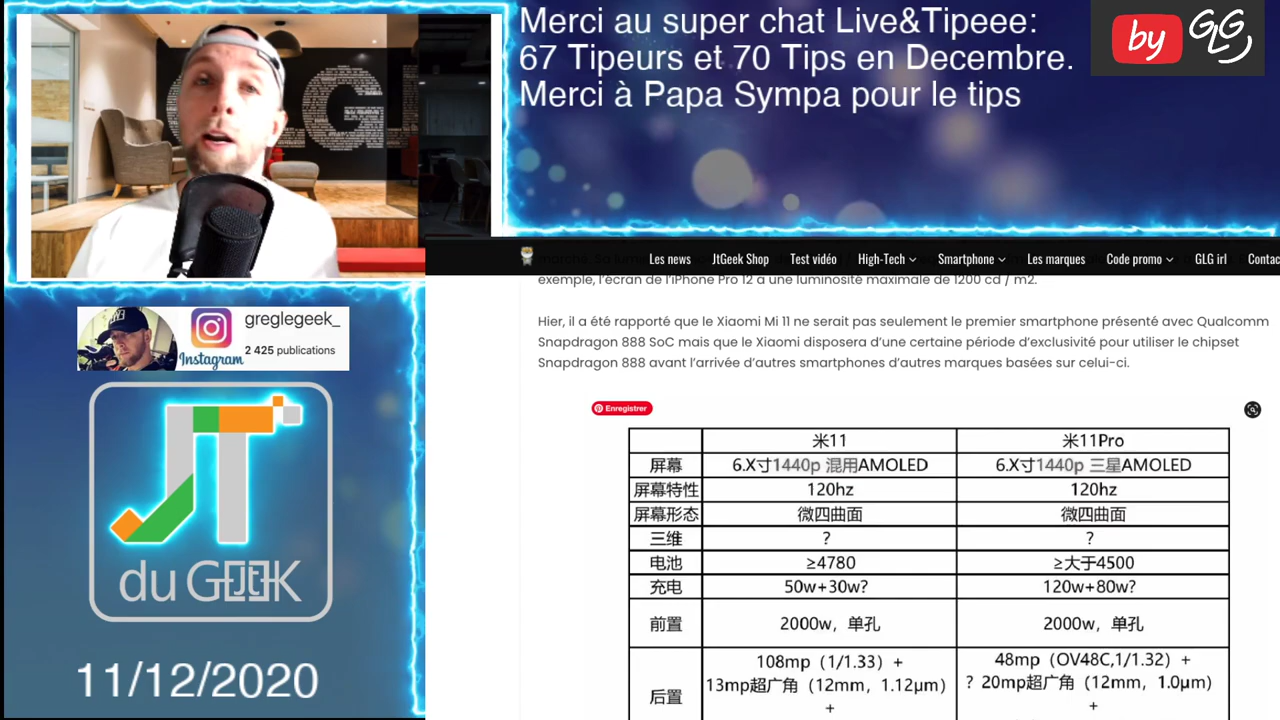 Merci au super chat Live&Tipeee:
67 Tipeurs et 70 Tips en Decembre.
Merci à Papa Sympa pour le tips
by GLG
Les news JtGeek Shop Test vidéo High-Tech Smartphone Les marques Code promo GLG irl Contac
exemple, l'écran de l'iPhone Pro 12 a une luminosité maximale de 1200 cd / m2.
Hier, il a été rapporté que le Xiaomi Mi 11 ne serait pas seulement le premier smartphone présenté avec Qualcomm
Snapdragon 888 SoC mais que le Xiaomi disposera d'une certaine période d'exclusivité pour utiliser le chipset
Snapdragon 888 avant l'arrivée d'autres smartphones d'autres marques basées sur celui-ci.
greglegeek_
2 425 publications
Instagram
JT
du GEEK
11/12/2020
Enregistrer
米11 米11Pro
屏幕 6.X寸1440p 混用AMOLED 6.X寸1440p 三星AMOLED
屏幕特性 120hz 120hz
屏幕形态 微四曲面 微四曲面
三维 ? ?
电池 ≥4780 ≥大于4500
充电 50w+30w? 120w+80w?
前置 2000w，单孔 2000w，单孔
后置 108mp（1/1.33）+ 48mp（OV48C,1/1.32）+
13mp超广角（12mm，1.12μm） ？20mp超广角（12mm，1.0μm）
+ +